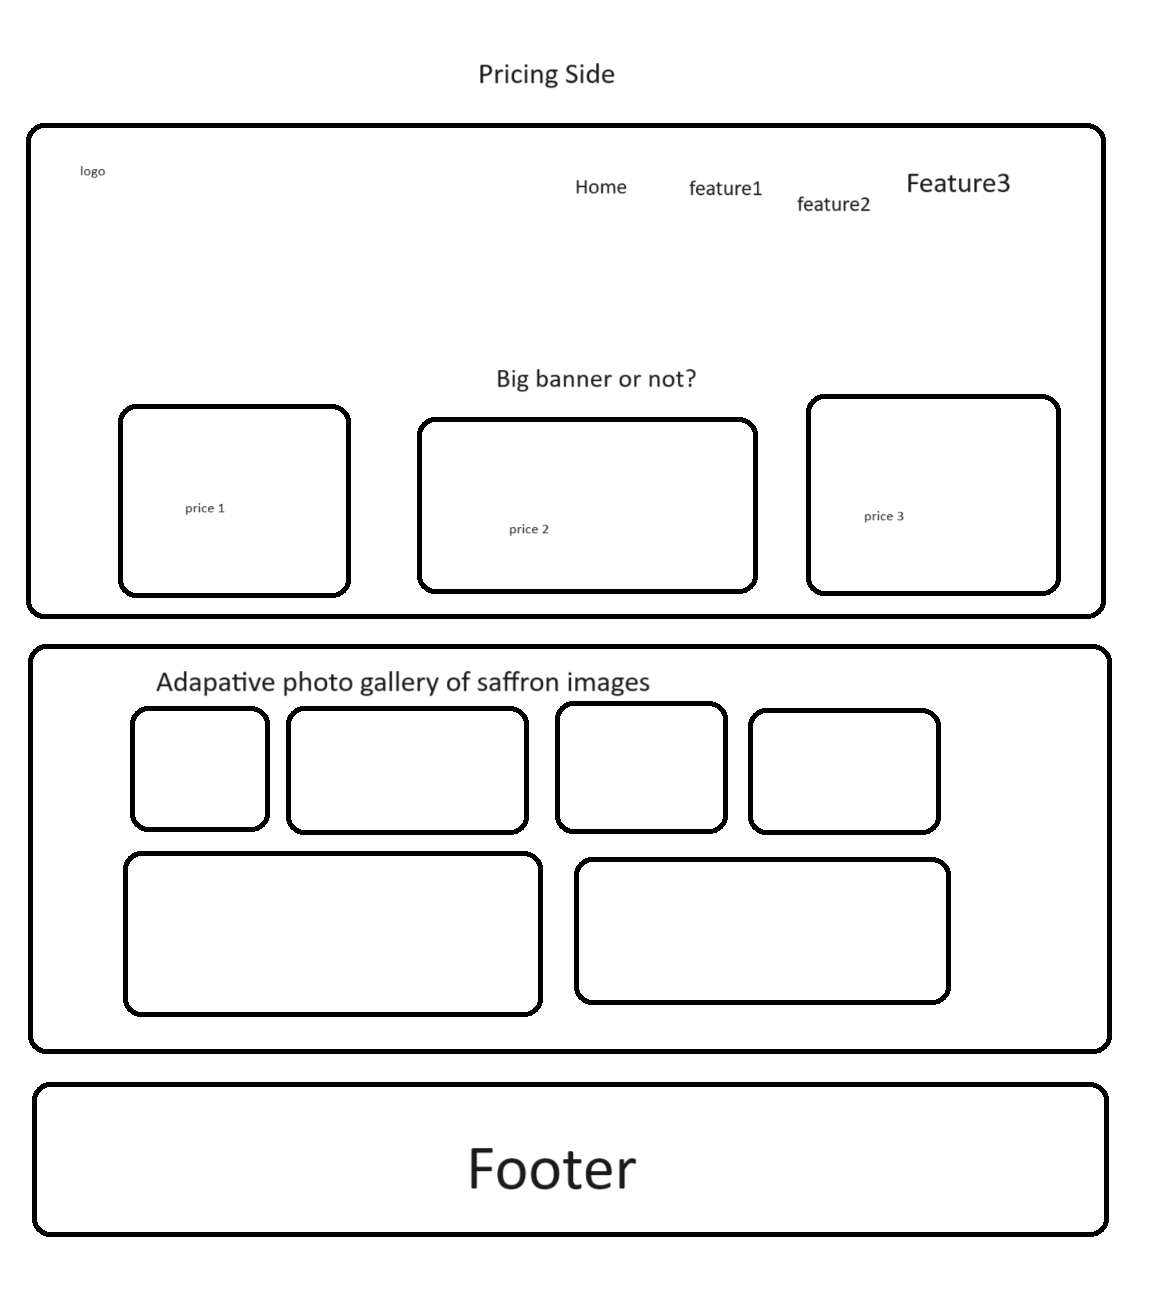 Pricing Side
logo
Home
feature1
feature2
Feature3
Big banner or not?
price 1
price 2
price 3
Adapative photo gallery of saffron images
Footer